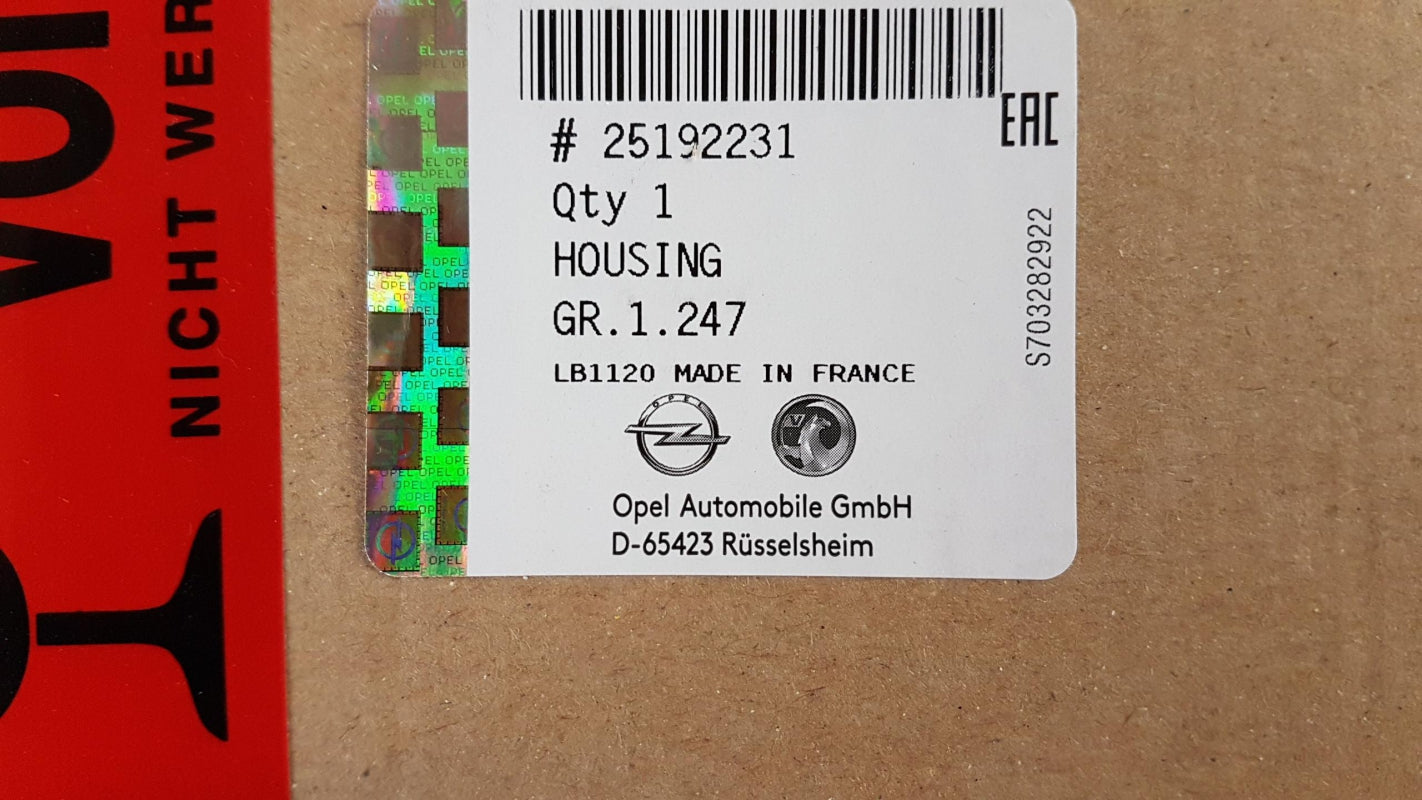 # 25192231
Qty 1
HOUSING
GR.1.247
LB1120 MADE IN FRANCE
OPEL
Opel Automobile GmbH
D-65423 Rüsselsheim
EAC
S703282922
NICHT WER